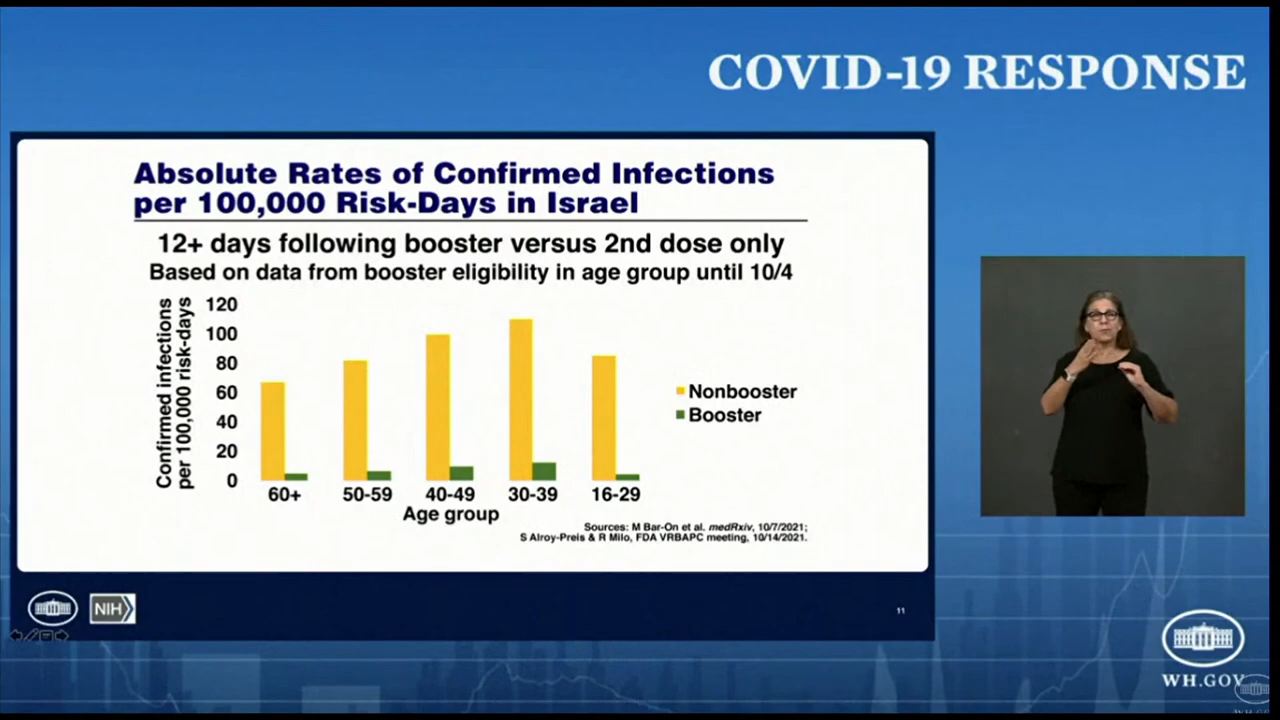 COVID-19 RESPONSE
Absolute Rates of Confirmed Infections
per 100,000 Risk-Days in Israel
12+ days following booster versus 2nd dose only
Based on data from booster eligibility in age group until 10/4
Confirmed infections
per 100,000 risk-days
120
100
80
60
40
20
0
60+ 50-59 40-49 30-39 16-29
Age group
Nonbooster
Booster
Sources: M Bar-On et al. medRxiv, 10/7/2021;
S Alroy-Preis & R Milo, FDA VRBAPC meeting, 10/14/2021.
NIH
11
WH.GOV